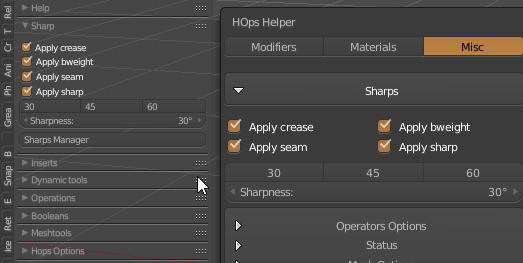 Rel
T
Cr
Ani
Ph
Grea
B
Snap
E
Ret
Ice
Help
Sharp
Apply crease
Apply bweight
Apply seam
Apply sharp
30 45 60
Sharpness: 30°
Sharps Manager
Inserts
Dynamic tools
Operations
Booleans
Meshtools
Hops Options
HOps Helper
Modifiers Materials Misc
Sharps
Apply crease Apply bweight
Apply seam Apply sharp
30 45 60
Sharpness: 30°
Operators Options
Status